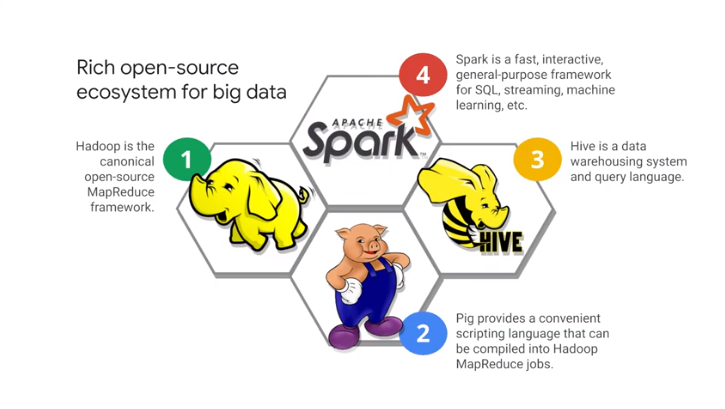 Rich open-source
ecosystem for big data
1
Hadoop is the
canonical
open-source
MapReduce
framework.
4
Spark is a fast, interactive,
general-purpose framework
for SQL, streaming, machine
learning, etc.
APACHE
Spark
3
Hive is a data
warehousing system
and query language.
HIVE
2
Pig provides a convenient
scripting language that can
be compiled into Hadoop
MapReduce jobs.